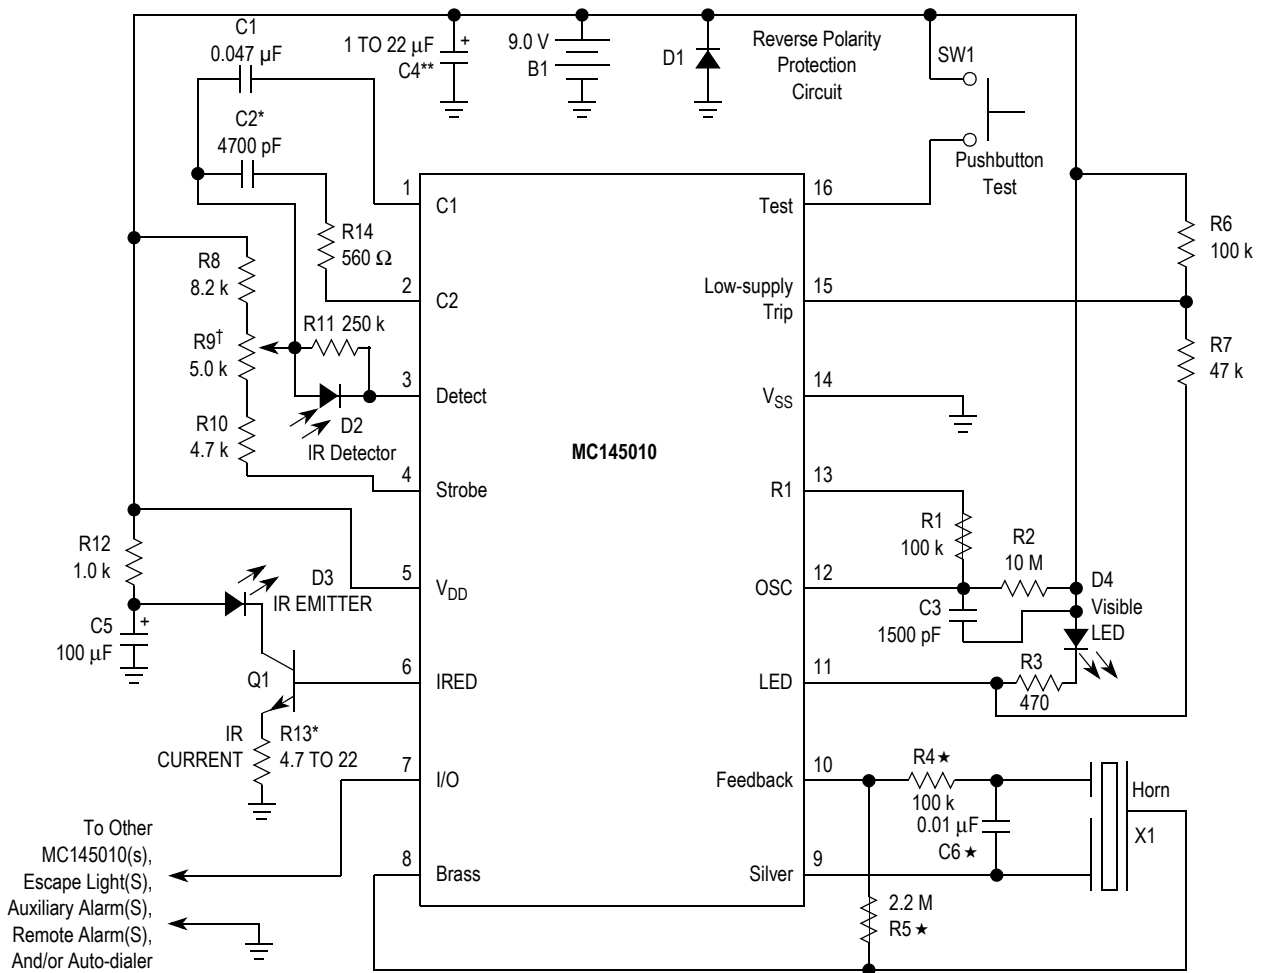 C1
0.047 µF
1 TO 22 µF
+
C4**
9.0 V
B1
D1
Reverse Polarity
Protection
Circuit
SW1
Pushbutton
Test
C2*
4700 pF
R14
560 Ω
R8
8.2 k
R9†
5.0 k
R10
4.7 k
R11 250 k
D2
IR Detector
R12
1.0 k
C5
100 µF
+
D3
IR EMITTER
Q1
IR
CURRENT
R13*
4.7 TO 22
To Other
MC145010(s),
Escape Light(S),
Auxiliary Alarm(S),
Remote Alarm(S),
And/or Auto-dialer
MC145010
1
C1
2
C2
3
Detect
4
Strobe
5
VDD
6
IRED
7
I/O
8
Brass
16
Test
15
Low-supply
Trip
14
VSS
13
R1
12
OSC
11
LED
10
Feedback
9
Silver
R6
100 k
R7
47 k
R1
100 k
R2
10 M
C3
1500 pF
D4
Visible
LED
R3
470
R4★
100 k
0.01 µF
C6★
2.2 M
R5★
Horn
X1